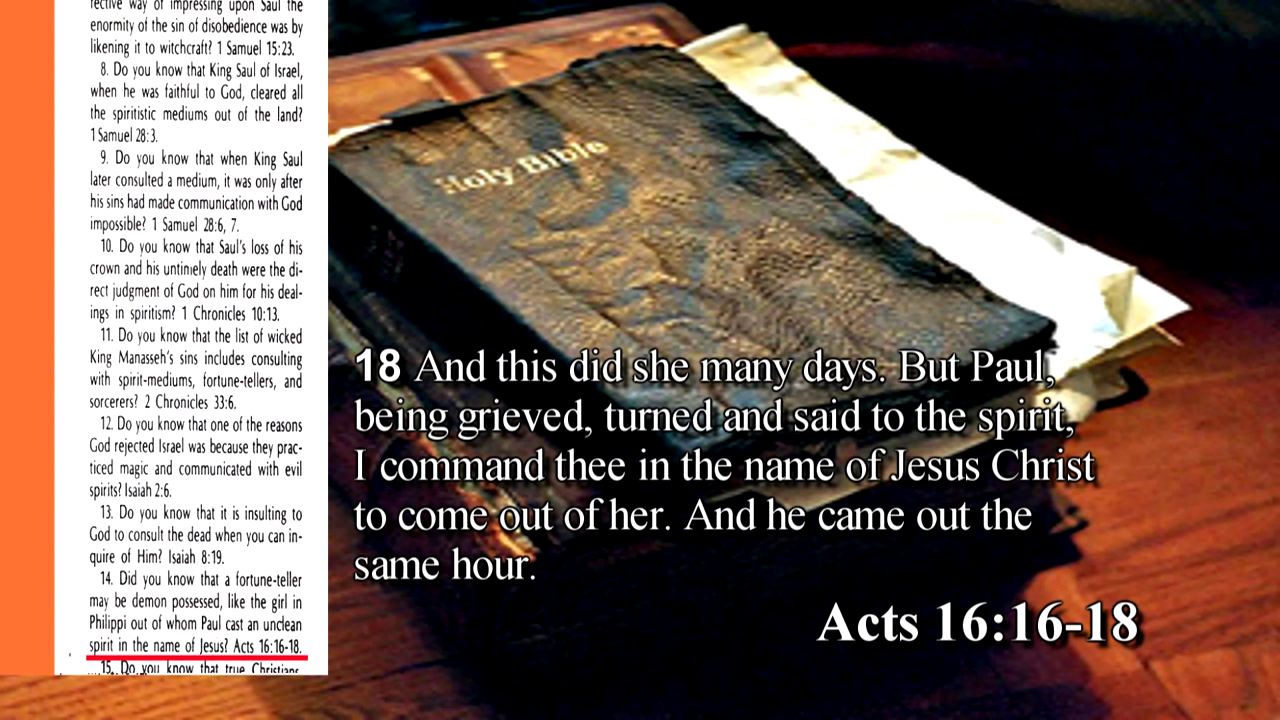 fective way of impressing upon Saul the
enormity of the sin of disobedience was by
likening it to witchcraft? 1 Samuel 15:23.
8. Do you know that King Saul of Israel,
when he was faithful to God, cleared all
the spiritistic mediums out of the land?
1 Samuel 28:3.
9. Do you know that when King Saul
later consulted a medium, it was only after
his sins had made communication with God
impossible? 1 Samuel 28:6, 7.
10. Do you know that Saul's loss of his
crown and his untimely death were the di-
rect judgment of God on him for his deal-
ings in spiritism? 1 Chronicles 10:13.
11. Do you know that the list of wicked
King Manasseh's sins includes consulting
with spirit-mediums, fortune-tellers, and
sorcerers? 2 Chronicles 33:6.
12. Do you know that one of the reasons
God rejected Israel was because they prac-
ticed magic and communicated with evil
spirits? Isaiah 2:6.
13. Do you know that it is insulting to
God to consult the dead when you can in-
quire of Him? Isaiah 8:19.
14. Did you know that a fortune-teller
may be demon possessed, like the girl in
Philippi out of whom Paul cast an unclean
spirit in the name of Jesus? Acts 16:16-18.
15. Do you know that true Christians
Holy Bible
18 And this did she many days. But Paul,
being grieved, turned and said to the spirit,
I command thee in the name of Jesus Christ
to come out of her. And he came out the
same hour.
Acts 16:16-18